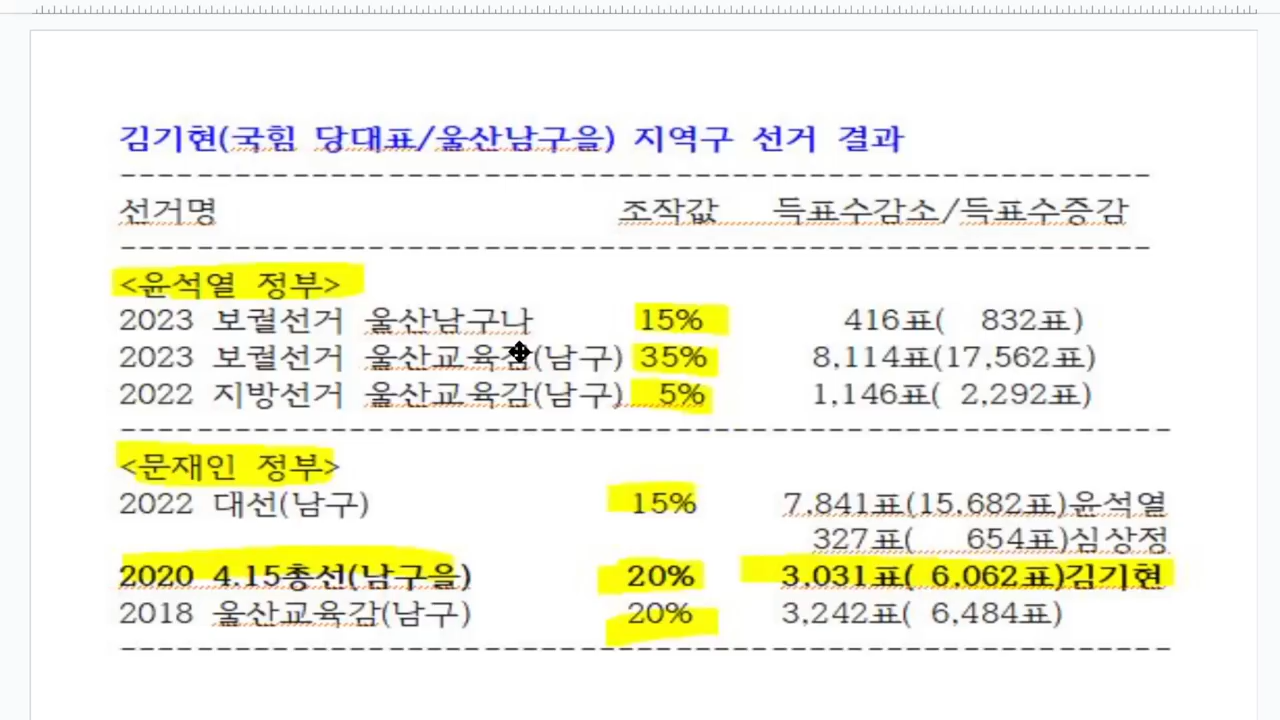 김기현(국힘 당대표/울산남구을) 지역구 선거 결과
선거명 조작값 득표수감소/득표수증감
<윤석열 정부>
2023 보궐선거 울산남구나 15% 416표( 832표)
2023 보궐선거 울산교육감(남구) 35% 8,114표(17,562표)
2022 지방선거 울산교육감(남구) 5% 1,146표( 2,292표)
<문재인 정부>
2022 대선(남구) 15% 7,841표(15,682표)윤석열
327표( 654표)심상정
2020 4.15총선(남구을) 20% 3,031표( 6,062표)김기현
2018 울산교육감(남구) 20% 3,242표( 6,484표)